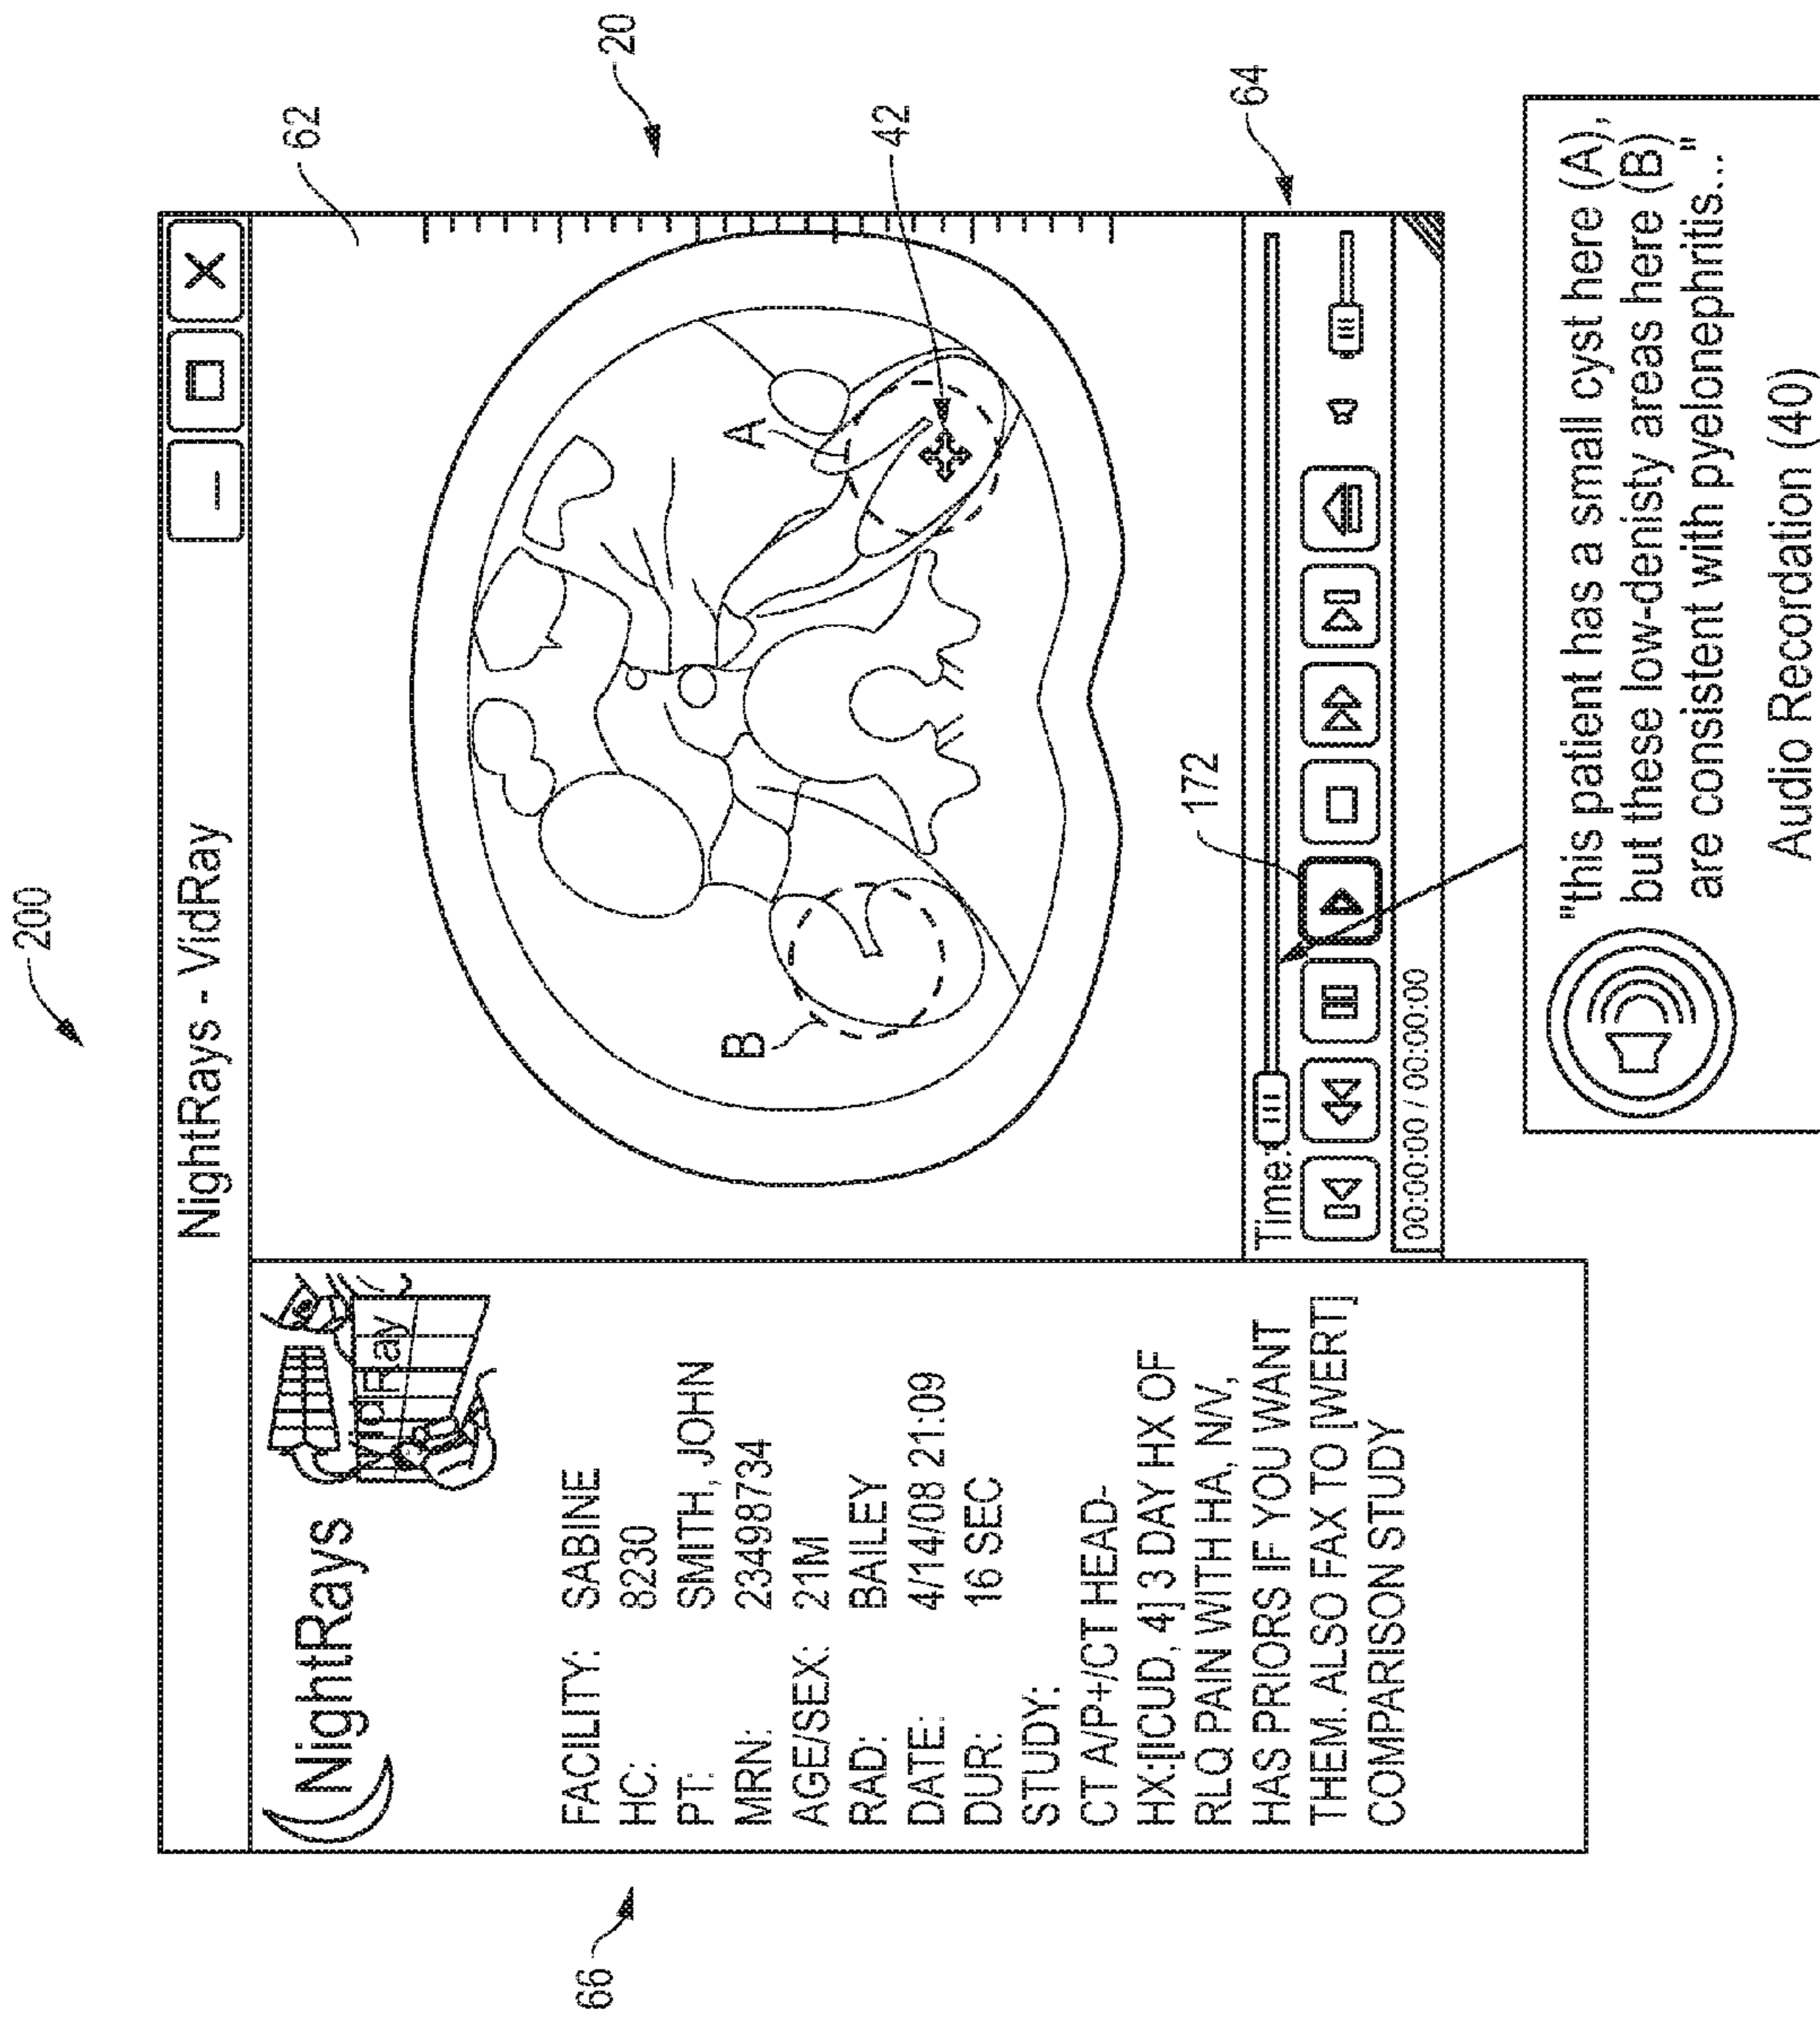 200
NightRays - VidRay
62
20
42
64
172
66
NightRays
VidRay
FACILITY: SABINE
HC: 8230
PT: SMITH, JOHN
MRN: 23498734
AGE/SEX: 21M
RAD: BAILEY
DATE: 4/14/08 21:09
DUR: 16 SEC
STUDY:
CT A/P+/CT HEAD-
HX:[ICUD, 4] 3 DAY HX OF
RLQ PAIN WITH HA, N/V,
HAS PRIORS IF YOU WANT
THEM. ALSO FAX TO [WERT]
COMPARISON STUDY
A
B
Time:
00:00:00 / 00:00:00
"this patient has a small cyst here (A),
but these low-denisty areas here (B)
are consistent with pyelonephritis..."
Audio Recordation (40)